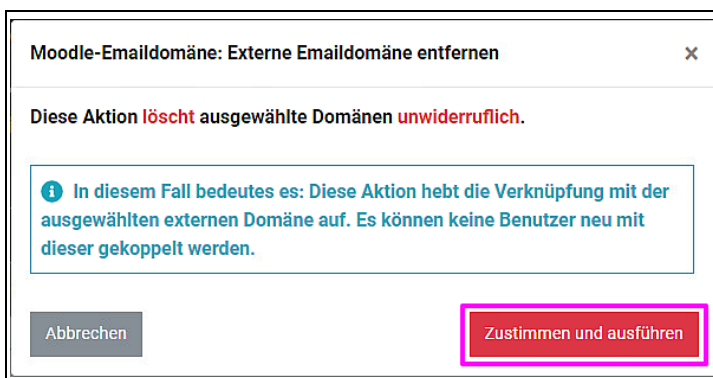 Moodle-Emaildomäne: Externe Emaildomäne entfernen ×
Diese Aktion löscht ausgewählte Domänen unwiderruflich.
In diesem Fall bedeutes es: Diese Aktion hebt die Verknüpfung mit der
ausgewählten externen Domäne auf. Es können keine Benutzer neu mit
dieser gekoppelt werden.
Abbrechen
Zustimmen und ausführen